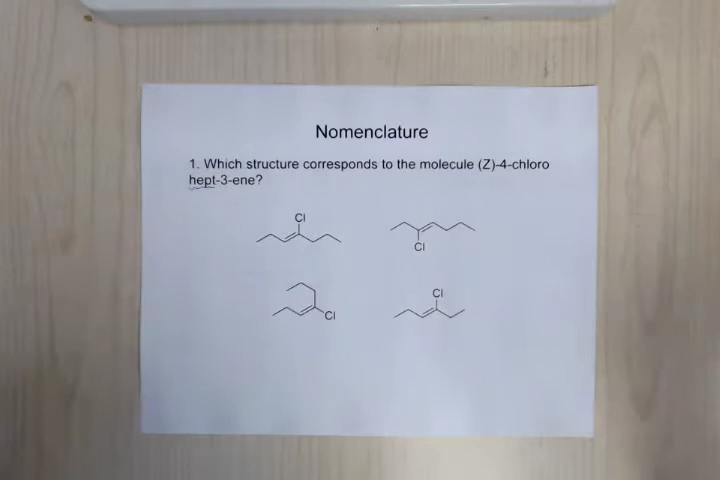 Nomenclature
1. Which structure corresponds to the molecule (Z)-4-chloro
hept-3-ene?
Cl
Cl
Cl
Cl